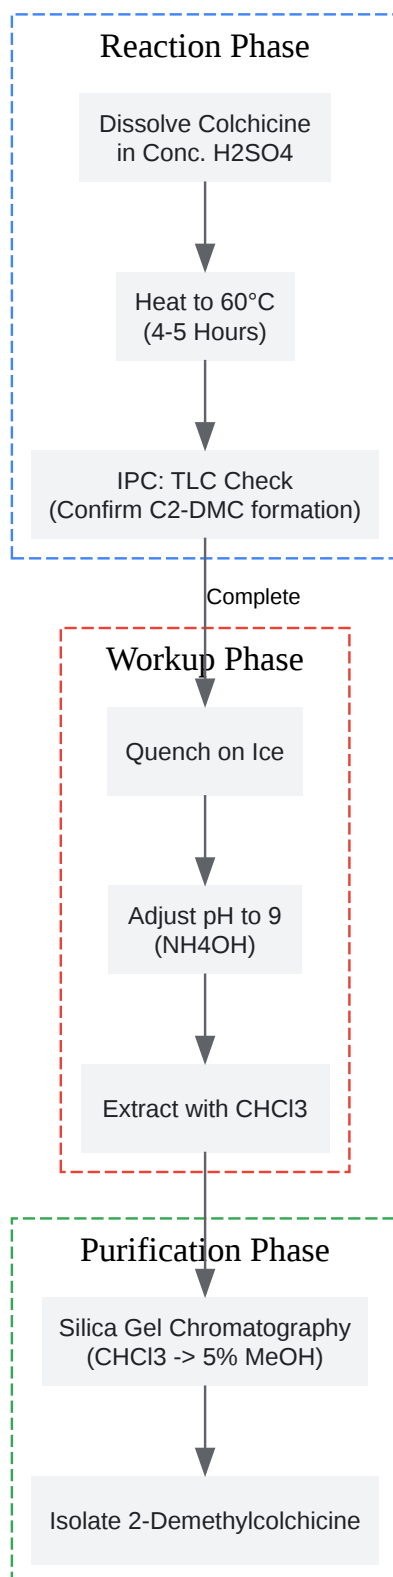 Reaction Phase
Dissolve Colchicine
in Conc. H2SO4
Heat to 60°C
(4-5 Hours)
IPC: TLC Check
(Confirm C2-DMC formation)
Complete
Workup Phase
Quench on Ice
Adjust pH to 9
(NH4OH)
Extract with CHCl3
Purification Phase
Silica Gel Chromatography
(CHCl3 -> 5% MeOH)
Isolate 2-Demethylcolchicine